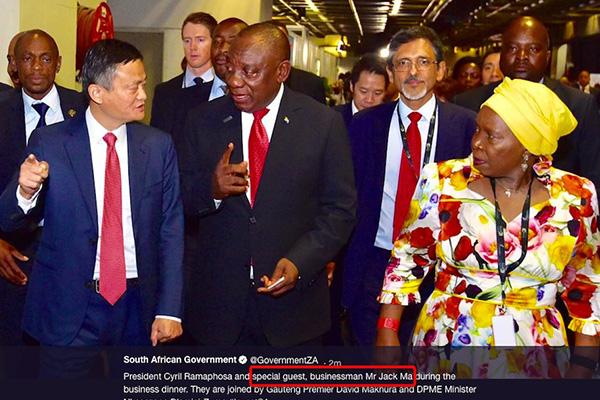 South African Government @GovernmentZA · 2m
President Cyril Ramaphosa and special guest, businessman Mr Jack Ma during the
business dinner. They are joined by Gauteng Premier David Makhura and DPME Minister